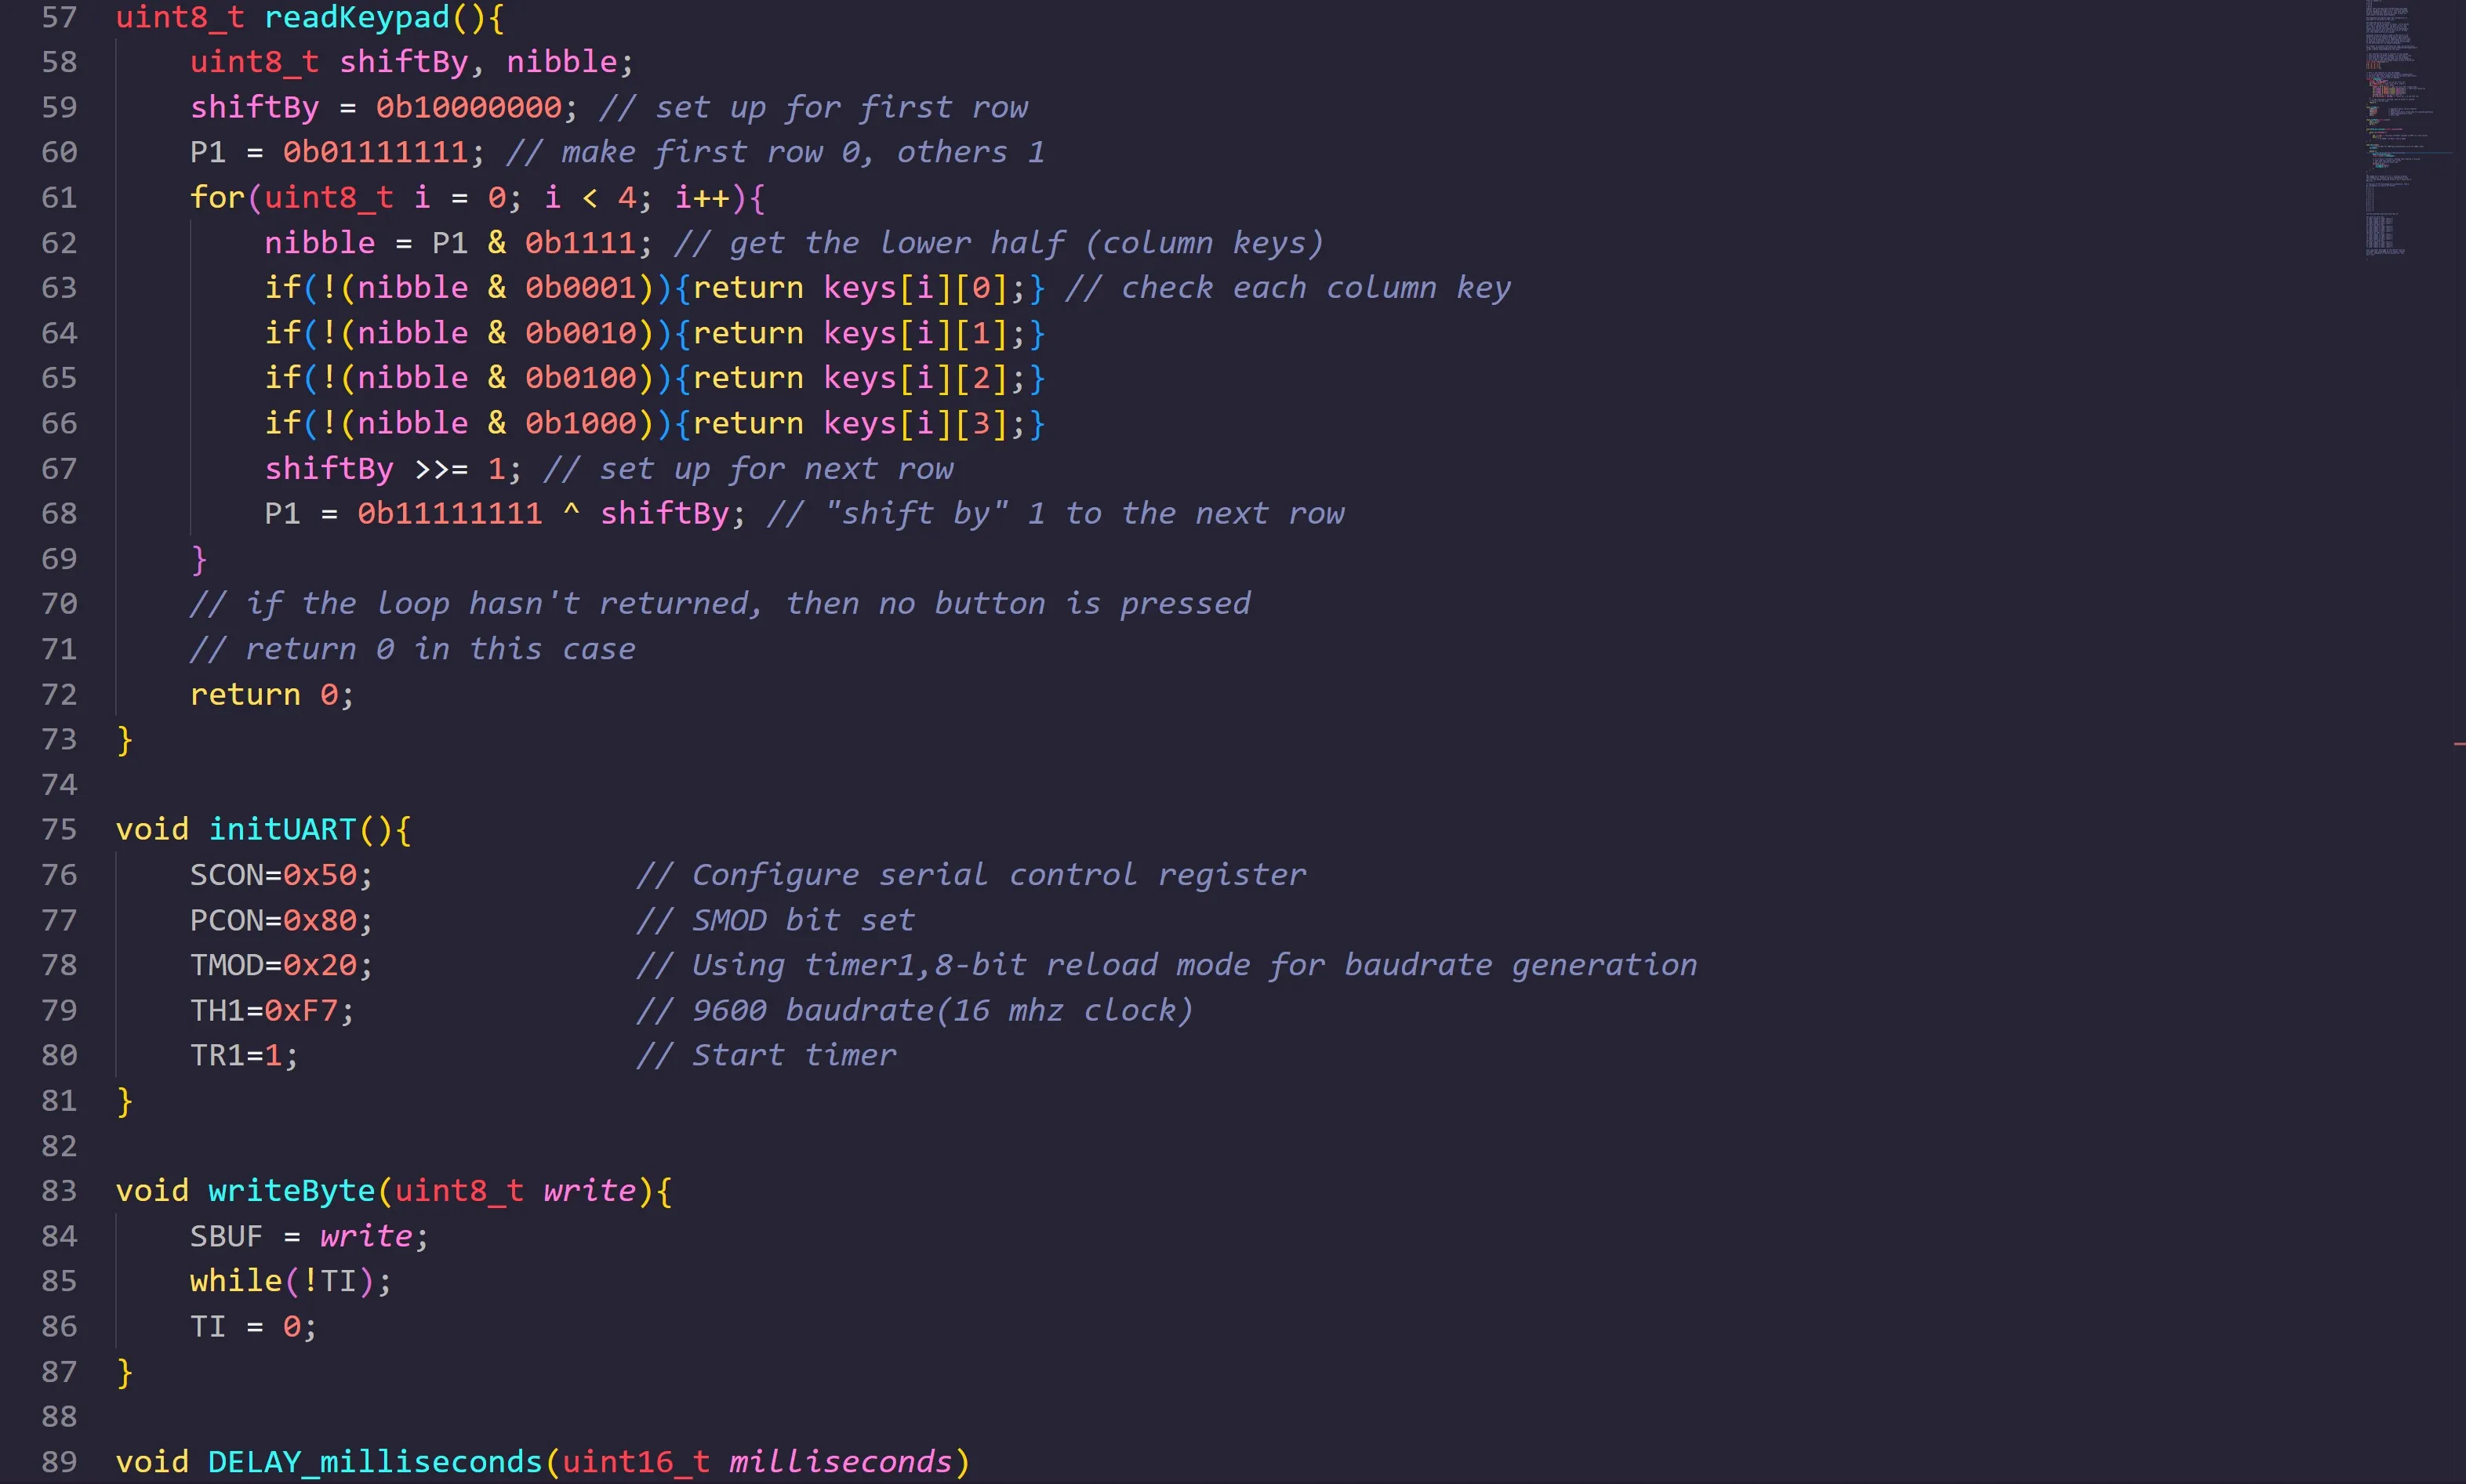 57 uint8_t readKeypad(){
58     uint8_t shiftBy, nibble;
59     shiftBy = 0b10000000; // set up for first row
60     P1 = 0b01111111; // make first row 0, others 1
61     for(uint8_t i = 0; i < 4; i++){
62         nibble = P1 & 0b1111; // get the lower half (column keys)
63         if(!(nibble & 0b0001)){return keys[i][0];} // check each column key
64         if(!(nibble & 0b0010)){return keys[i][1];}
65         if(!(nibble & 0b0100)){return keys[i][2];}
66         if(!(nibble & 0b1000)){return keys[i][3];}
67         shiftBy >>= 1; // set up for next row
68         P1 = 0b11111111 ^ shiftBy; // "shift by" 1 to the next row
69     }
70     // if the loop hasn't returned, then no button is pressed
71     // return 0 in this case
72     return 0;
73 }
74
75 void initUART(){
76     SCON=0x50;              // Configure serial control register
77     PCON=0x80;              // SMOD bit set
78     TMOD=0x20;              // Using timer1,8-bit reload mode for baudrate generation
79     TH1=0xF7;               // 9600 baudrate(16 mhz clock)
80     TR1=1;                  // Start timer
81 }
82
83 void writeByte(uint8_t write){
84     SBUF = write;
85     while(!TI);
86     TI = 0;
87 }
88
89 void DELAY_milliseconds(uint16_t milliseconds)